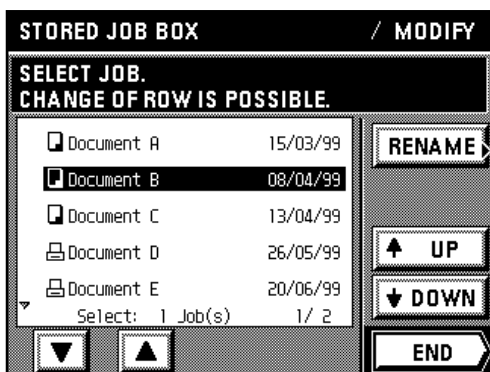 STORED JOB BOX / MODIFY
SELECT JOB.
CHANGE OF ROW IS POSSIBLE.
Document A 15/03/99
RENAME
Document B 08/04/99
Document C 13/04/99
Document D 26/05/99
UP
Document E 20/06/99
DOWN
Select: 1 Job(s) 1/ 2
END